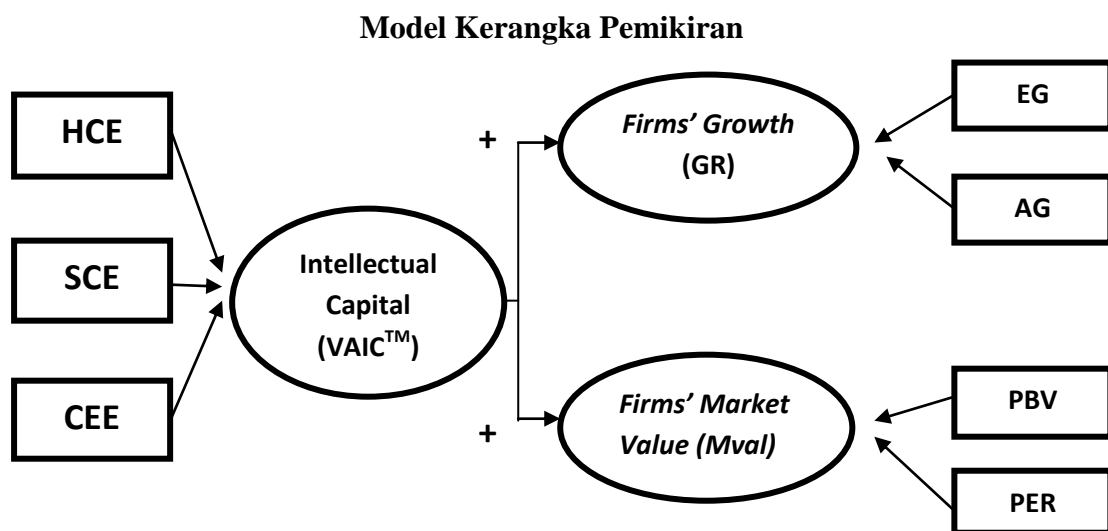 Model Kerangka Pemikiran
HCE
SCE
CEE
Intellectual
Capital
(VAIC™)
+
+
Firms' Growth
(GR)
Firms' Market
Value (Mval)
EG
AG
PBV
PER